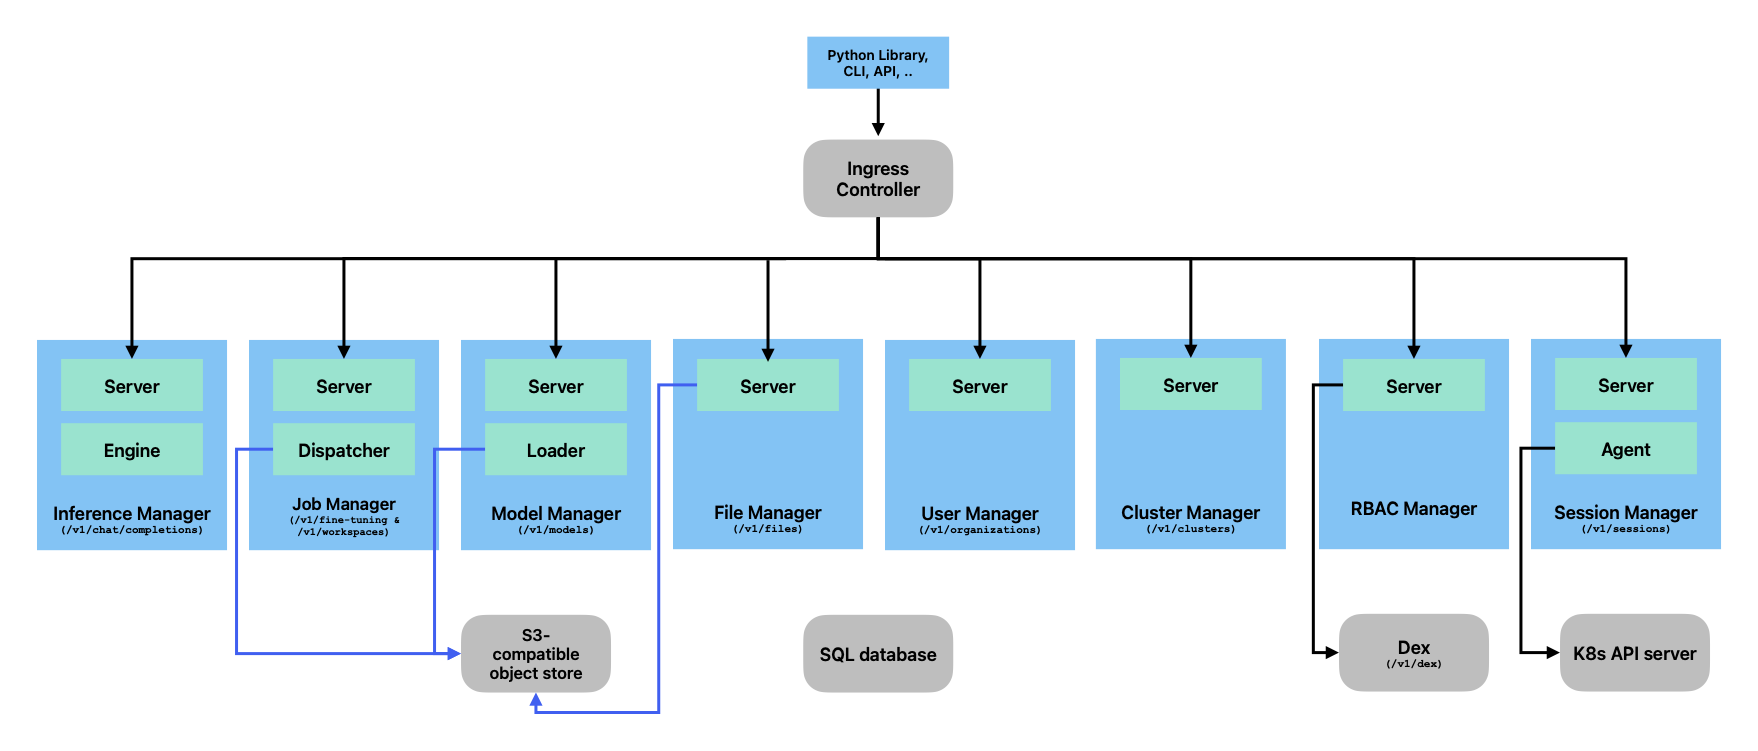 Python Library,
CLI, API, ..
Ingress
Controller
Server
Engine
Inference Manager
(/v1/chat/completions)
Server
Dispatcher
Job Manager
(/v1/fine-tuning &
/v1/workspaces)
Server
Loader
Model Manager
(/v1/models)
Server
File Manager
(/v1/files)
Server
User Manager
(/v1/organizations)
Server
Cluster Manager
(/v1/clusters)
Server
RBAC Manager
Server
Agent
Session Manager
(/v1/sessions)
S3-
compatible
object store
SQL database
Dex
(/v1/dex)
K8s API server